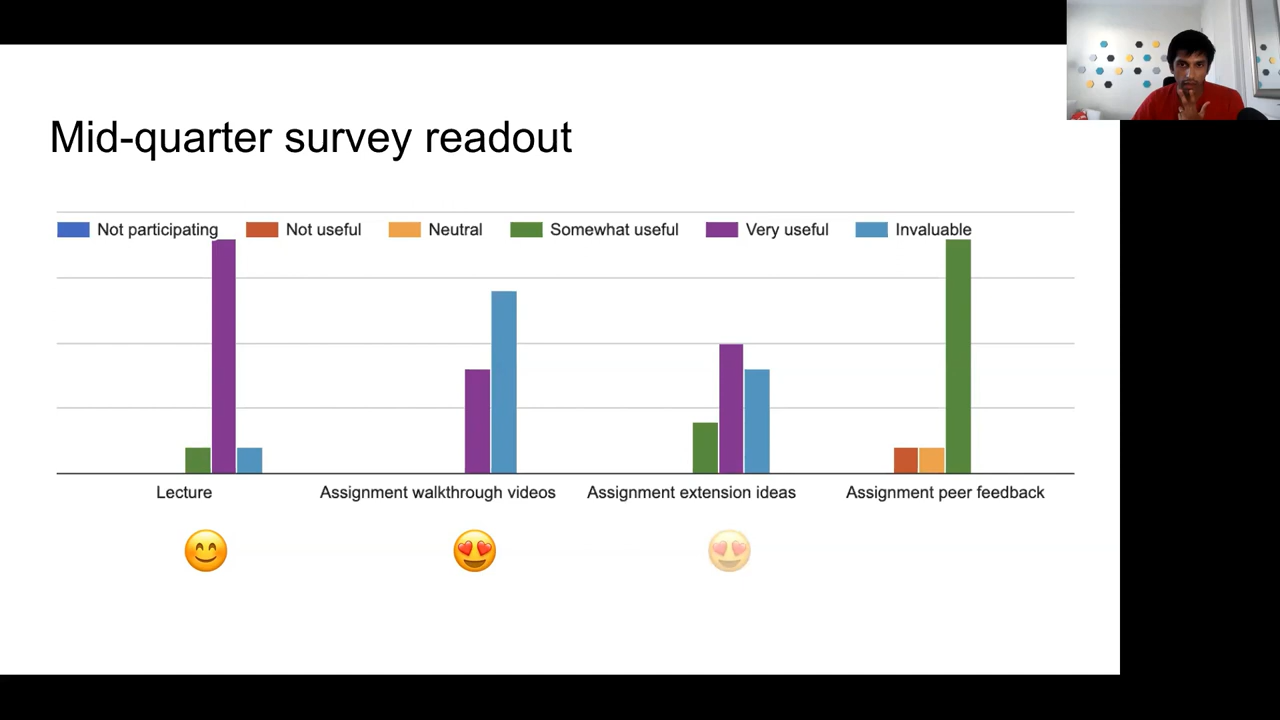 Mid-quarter survey readout
Not participating Not useful Neutral Somewhat useful Very useful Invaluable
Lecture Assignment walkthrough videos Assignment extension ideas Assignment peer feedback